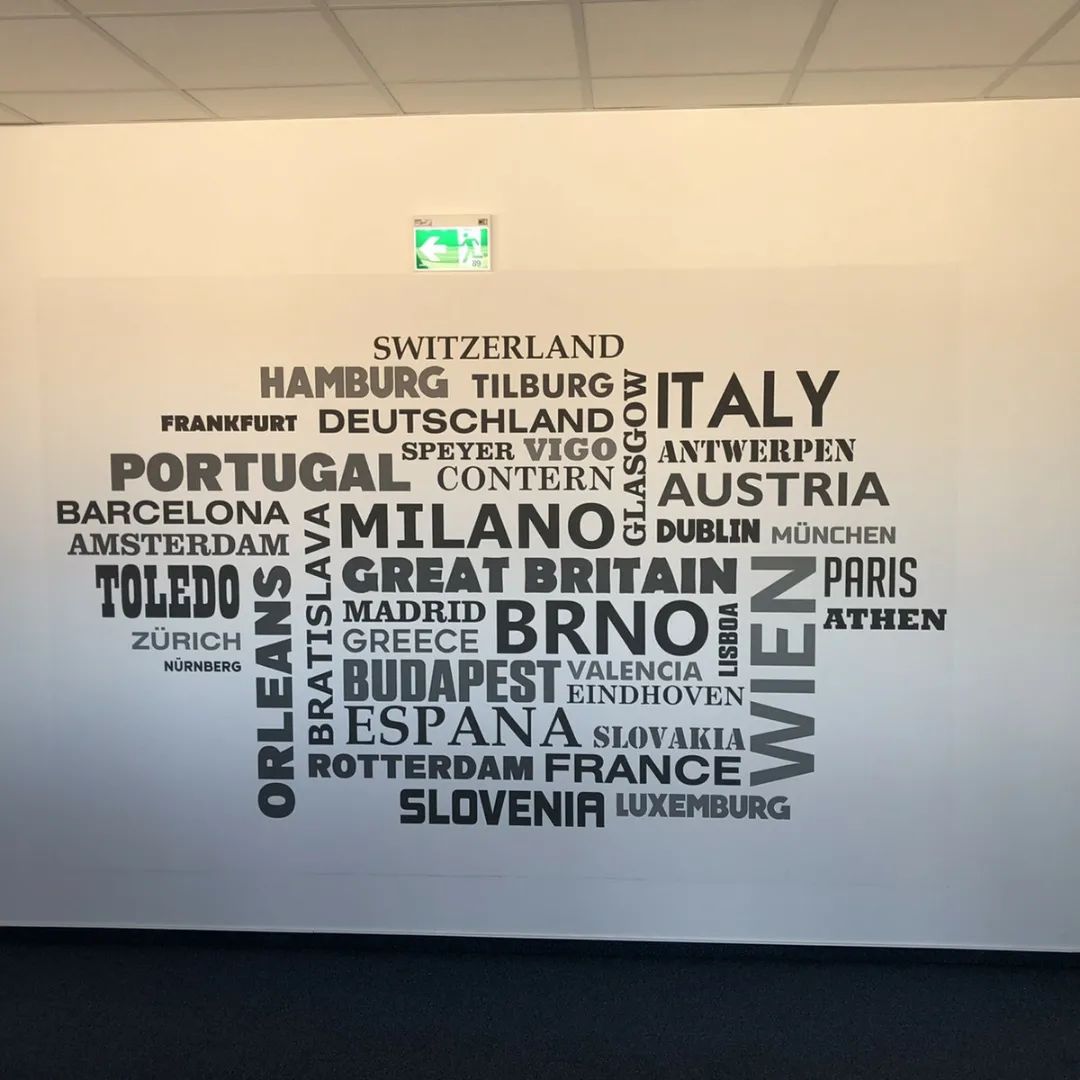 89
SWITZERLAND
HAMBURG TILBURG
GLASGOW
ITALY
FRANKFURT DEUTSCHLAND
SPEYER VIGO
ANTWERPEN
PORTUGAL CONTERN
AUSTRIA
BARCELONA
BRATISLAVA
MILANO
DUBLIN MÜNCHEN
AMSTERDAM
TOLEDO
ORLEANS
GREAT BRITAIN
WIEN
PARIS
MADRID BRNO
LISBOA
ATHEN
ZÜRICH
GREECE
NÜRNBERG
BUDAPEST VALENCIA
EINDHOVEN
ESPANA SLOVAKIA
ROTTERDAM FRANCE
SLOVENIA LUXEMBURG